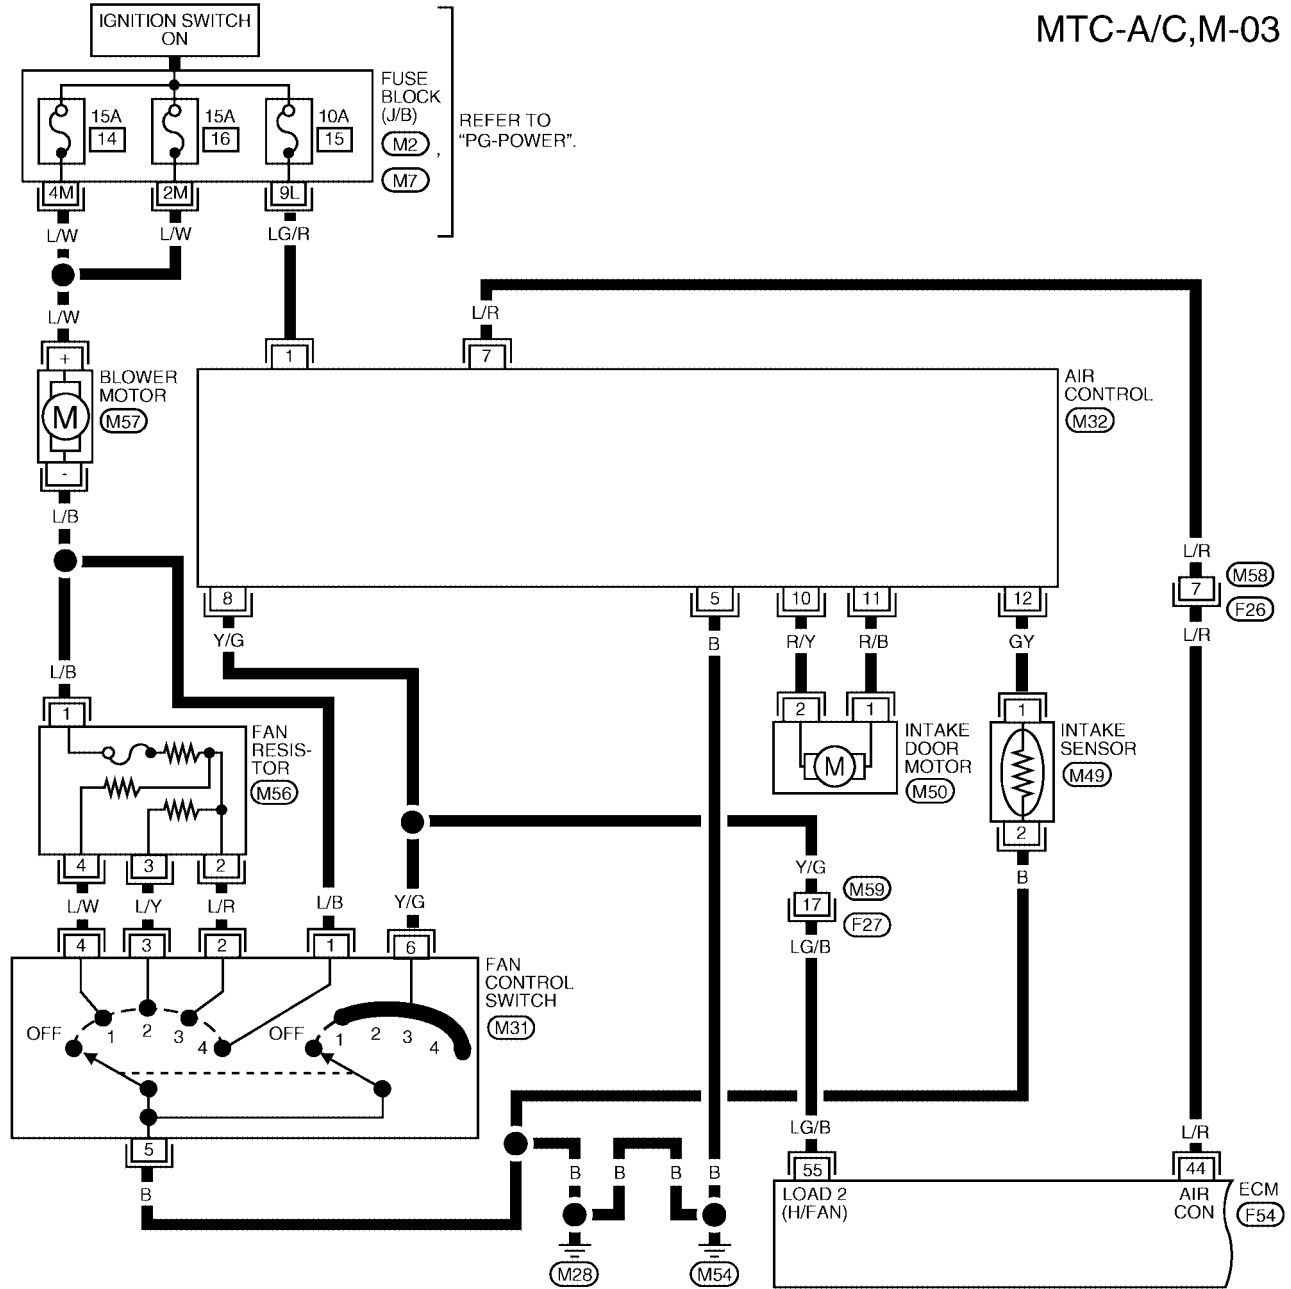 MTC-A/C,M-03
IGNITION SWITCH
ON
FUSE
BLOCK
(J/B)
M2 ,
M7
REFER TO
"PG-POWER".
15A
14
15A
16
10A
15
4M
2M
9L
L/W
L/W
LG/R
L/W
L/R
+
1
7
BLOWER
MOTOR
M57
M
-
AIR
CONTROL
M32
L/B
L/R
7
M58
F26
L/R
8
5
10
11
12
Y/G
B
R/Y
R/B
GY
L/B
1
2
1
1
FAN
RESIS-
TOR
M56
INTAKE
DOOR
MOTOR
M50
M
INTAKE
SENSOR
M49
2
B
4
3
2
L/W
L/Y
L/R
L/B
Y/G
Y/G
17
M59
F27
LG/B
4
3
2
1
6
FAN
CONTROL
SWITCH
M31
OFF
1
2
3
4
OFF
1
2
3
4
5
B
B
B
B
B
LG/B
L/R
55
44
LOAD 2
(H/FAN)
AIR
CON
ECM
F54
M28
M54